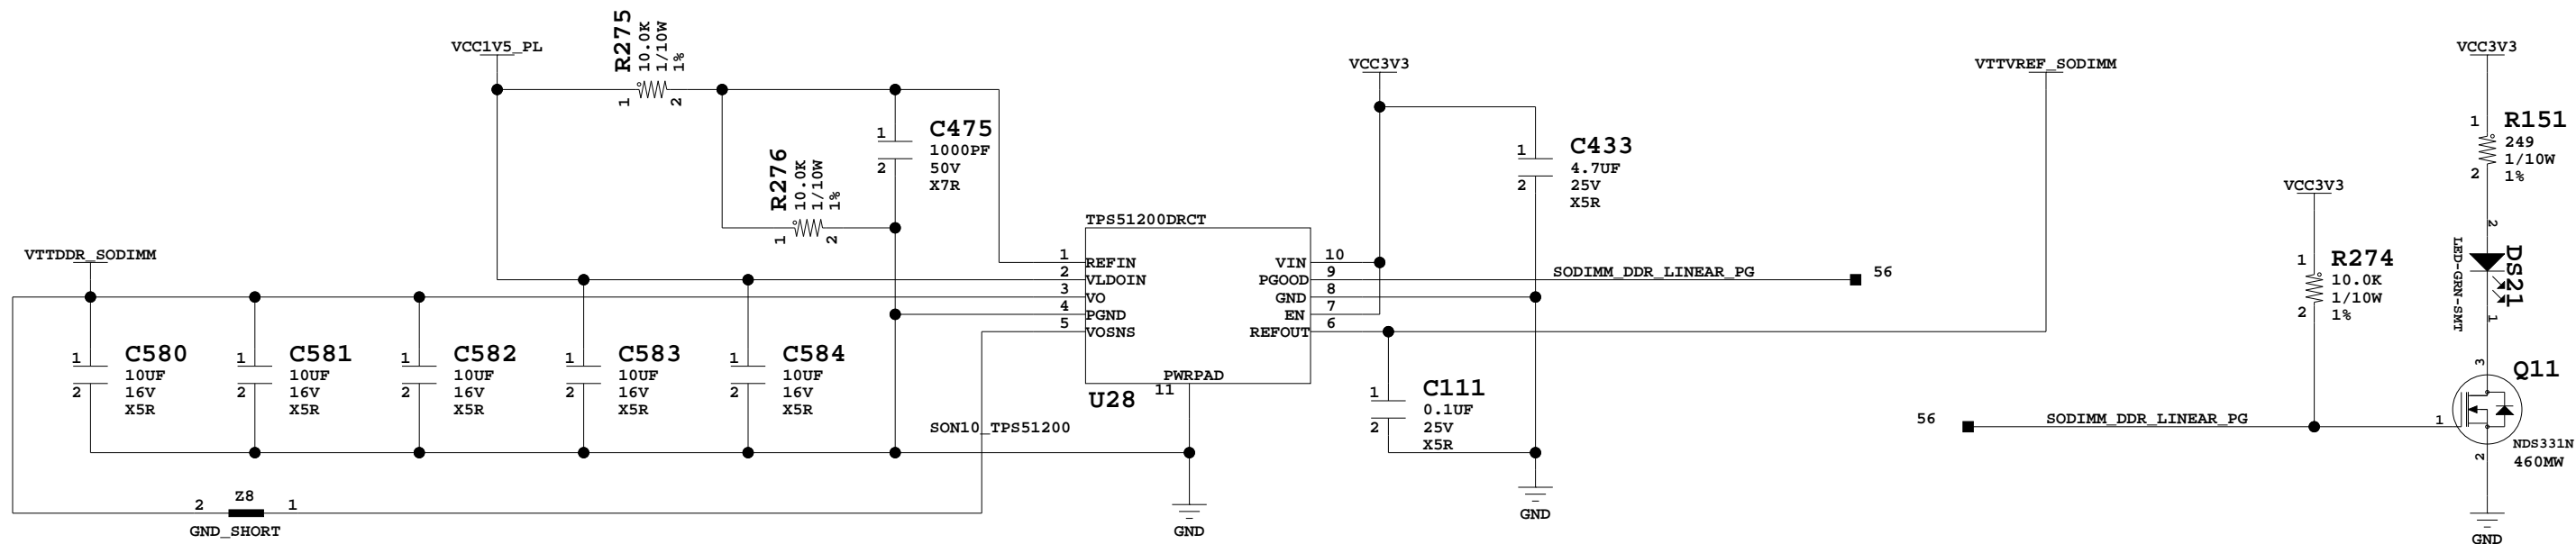 VCC1V5_PL
R275
10.0K
1/10W
1%
1
2
R276
10.0K
1/10W
1%
1
2
1
2
C475
1000PF
50V
X7R
VTTDDR_SODIMM
1
2
C580
10UF
16V
X5R
1
2
C581
10UF
16V
X5R
1
2
C582
10UF
16V
X5R
1
2
C583
10UF
16V
X5R
1
2
C584
10UF
16V
X5R
2
Z8
1
GND_SHORT
SON10_TPS51200
TPS51200DRCT
1 REFIN
2 VLDOIN
3 VO
4 PGND
5 VOSNS
VIN 10
PGOOD 9
GND 8
EN 7
REFOUT 6
PWRPAD
11
U28
GND
VCC3V3
1
2
C433
4.7UF
25V
X5R
SODIMM_DDR_LINEAR_PG
56
1
2
C111
0.1UF
25V
X5R
GND
VTTVREF_SODIMM
56
SODIMM_DDR_LINEAR_PG
VCC3V3
1
2
R274
10.0K
1/10W
1%
VCC3V3
1
2
R151
249
1/10W
1%
2
LED-GRN-SMT
DS21
1
3
Q11
1
NDS331N
460MW
2
GND